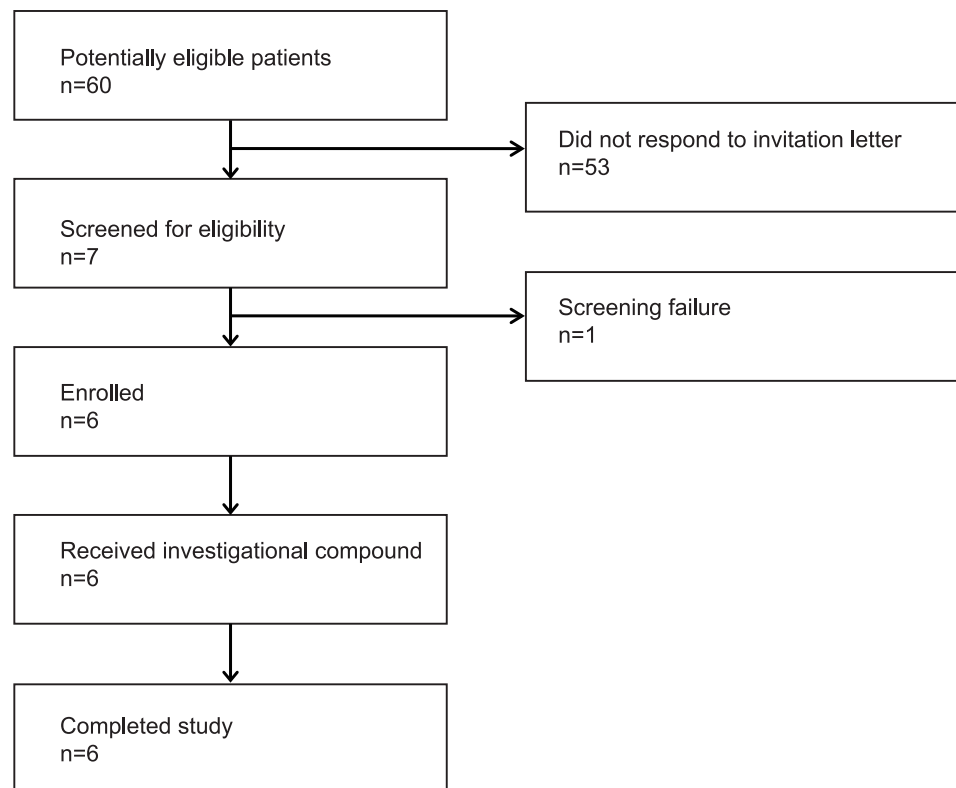 Potentially eligible patients
n=60
Did not respond to invitation letter
n=53
Screened for eligibility
n=7
Screening failure
n=1
Enrolled
n=6
Received investigational compound
n=6
Completed study
n=6